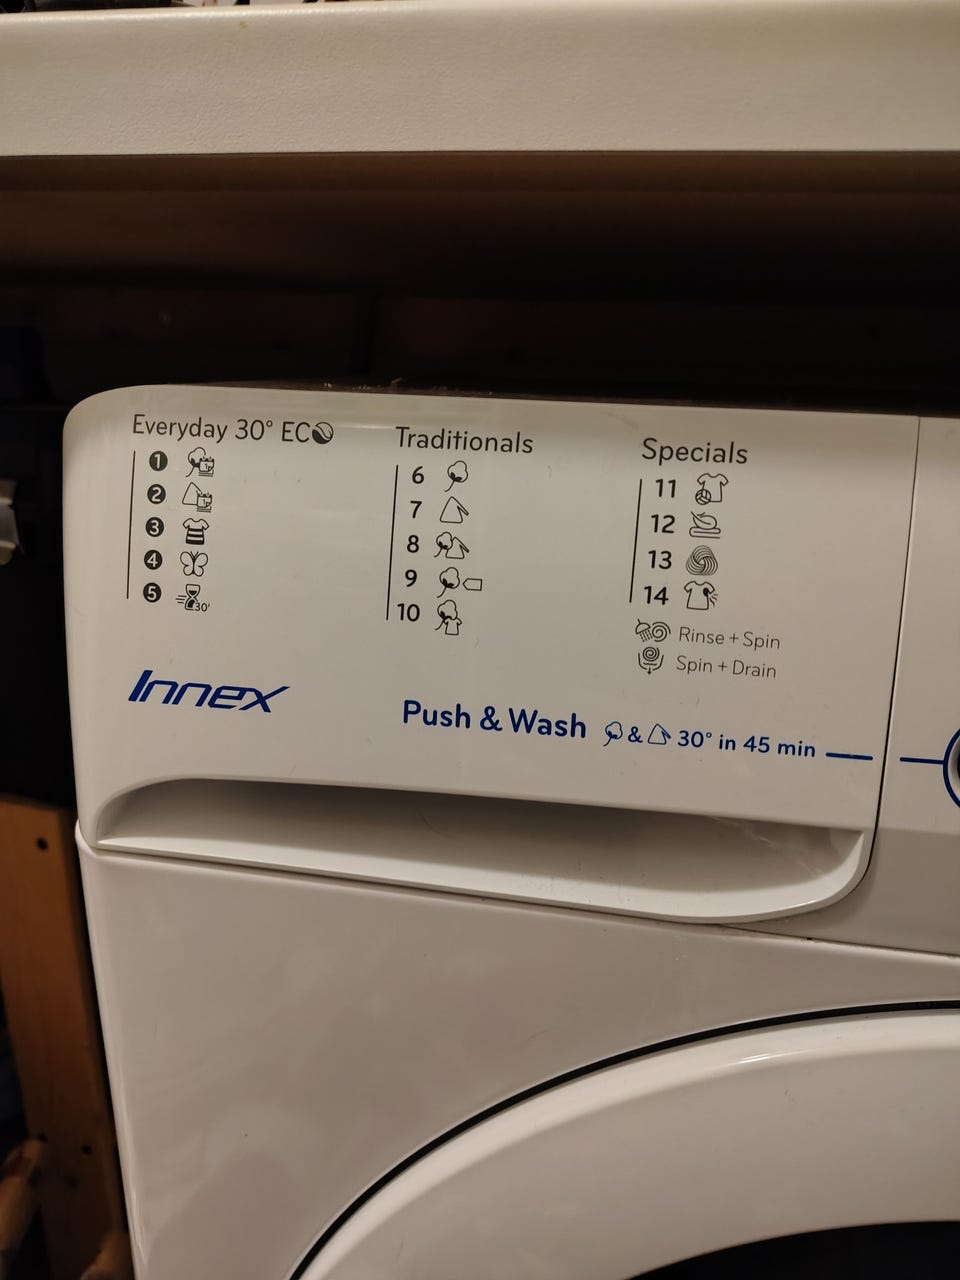 Everyday 30° ECO
1
2
3
4
5 30'
Traditionals
6
7
8
9
10
Specials
11
12
13
14
Rinse + Spin
Spin + Drain
Innex
Push & Wash & 30° in 45 min